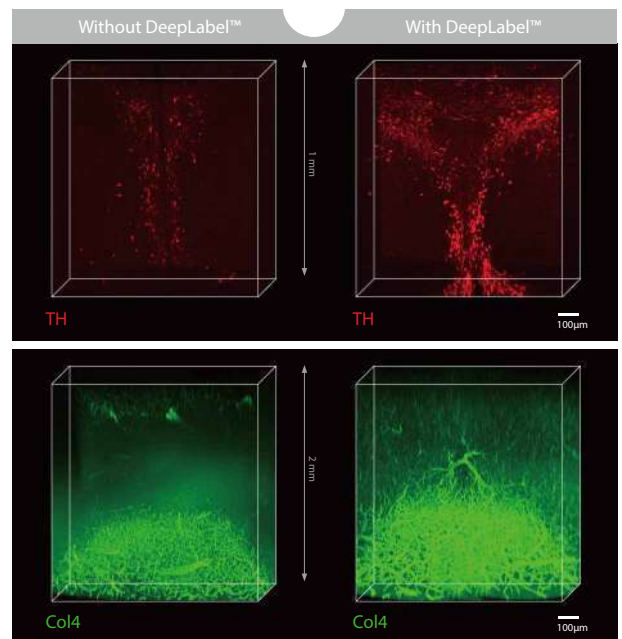 Without DeepLabel™
With DeepLabel™
1 mm
TH
TH
100µm
2 mm
Col4
Col4
100µm